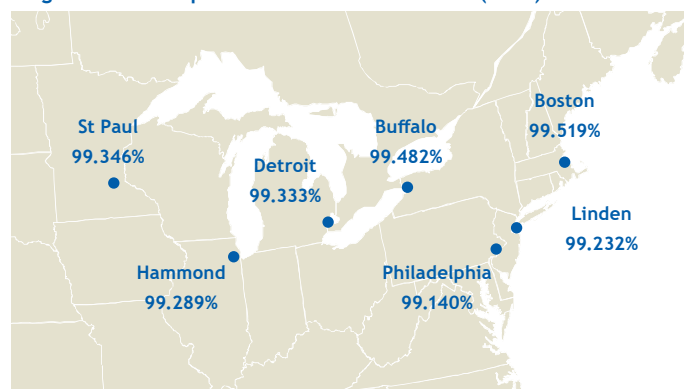 St Paul
99.346%
Detroit
99.333%
Buffalo
99.482%
Boston
99.519%
Linden
99.232%
Hammond
99.289%
Philadelphia
99.140%